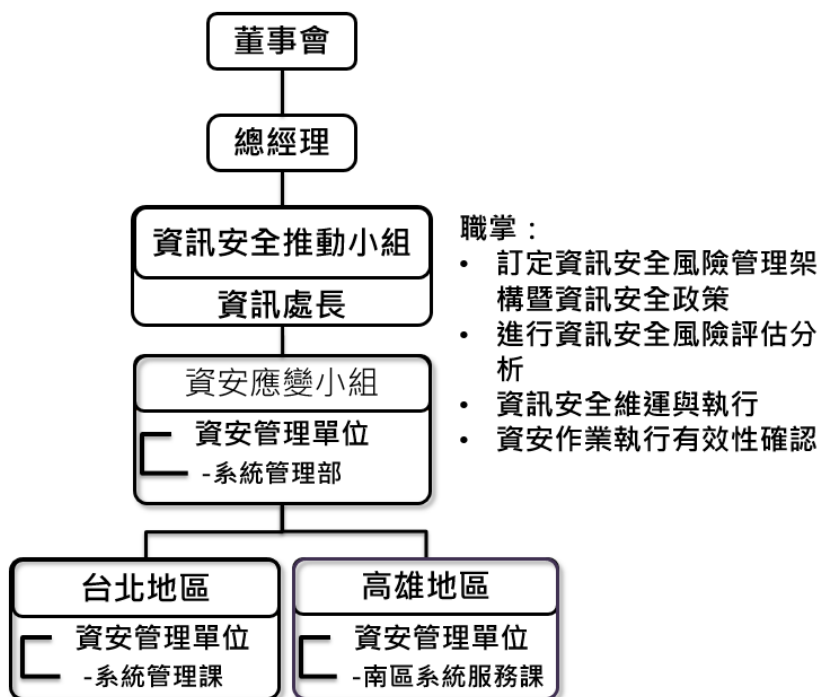 董事會
總經理
資訊安全推動小組
資訊處長
職掌：
• 訂定資訊安全風險管理架
構暨資訊安全政策
• 進行資訊安全風險評估分
析
• 資訊安全維運與執行
• 資安作業執行有效性確認
資安應變小組
資安管理單位
-系統管理部
台北地區
資安管理單位
-系統管理課
高雄地區
資安管理單位
-南區系統服務課